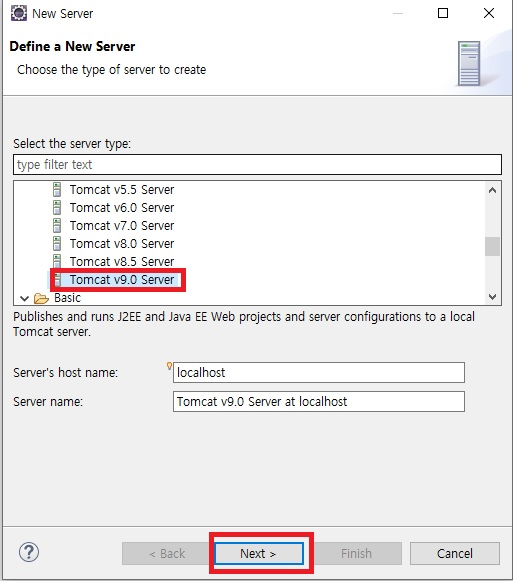 New Server
Define a New Server
Choose the type of server to create
Select the server type:
type filter text
Tomcat v5.5 Server
Tomcat v6.0 Server
Tomcat v7.0 Server
Tomcat v8.0 Server
Tomcat v8.5 Server
Tomcat v9.0 Server
Basic
Publishes and runs J2EE and Java EE Web projects and server configurations to a local
Tomcat server.
Server's host name: localhost
Server name: Tomcat v9.0 Server at localhost
? < Back Next > Finish Cancel